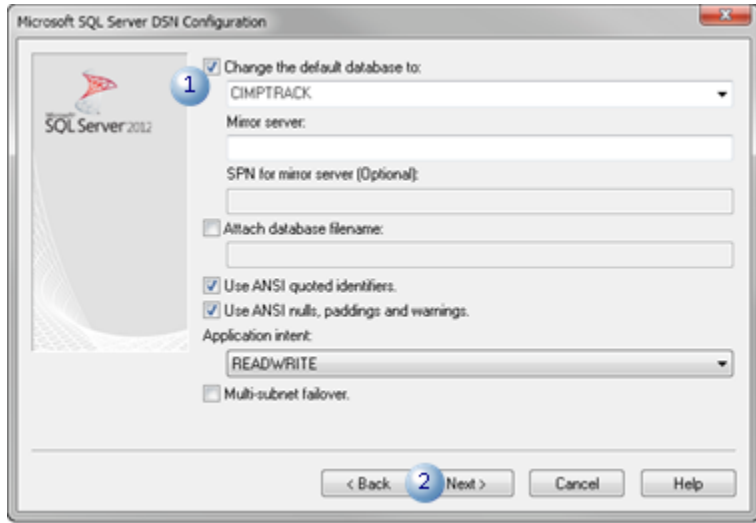 Microsoft SQL Server DSN Configuration
SQL Server 2012
1
Change the default database to:
CIMPTRACK
Mirror server:
SPN for mirror server (Optional):
Attach database filename:
Use ANSI quoted identifiers.
Use ANSI nulls, paddings and warnings.
Application intent:
READWRITE
Multi-subnet failover.
< Back
2
Next >
Cancel
Help